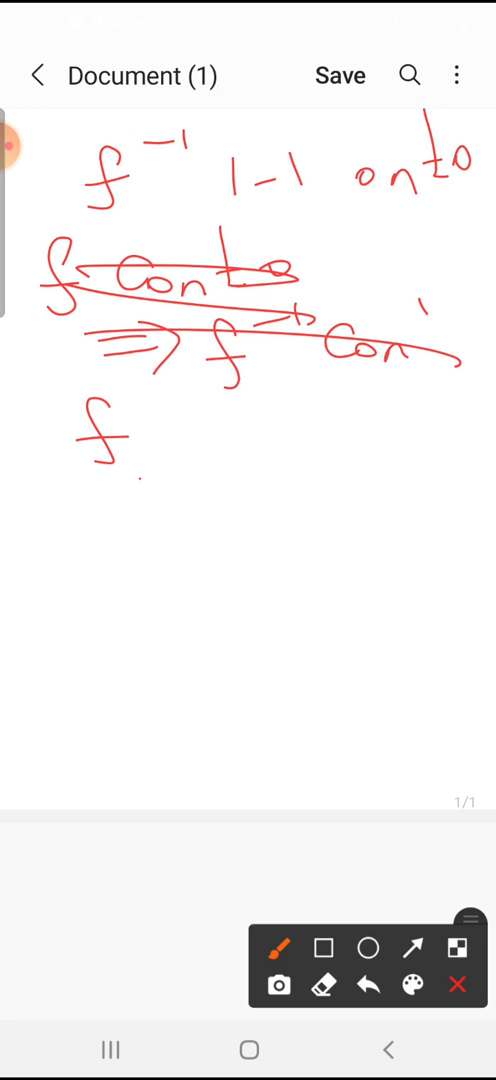 Document (1) Save
f⁻¹ 1-1 onto
f Conto
⇒ f⁻¹ Con'
f
1/1